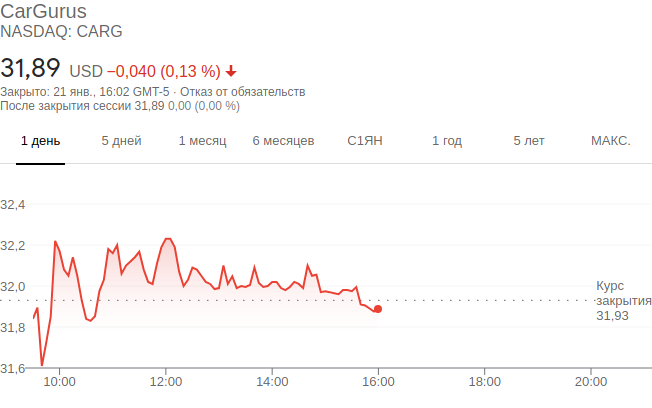 CarGurus
NASDAQ: CARG
31,89 USD −0,040 (0,13 %)
Закрыто: 21 янв., 16:02 GMT-5 · Отказ от обязательств
После закрытия сессии 31,89 0,00 (0,00 %)
1 день 5 дней 1 месяц 6 месяцев С1ЯН 1 год 5 лет МАКС.
32,4
32,2
32,0
31,8
31,6
Курс
закрытия
31,93
10:00 12:00 14:00 16:00 18:00 20:00